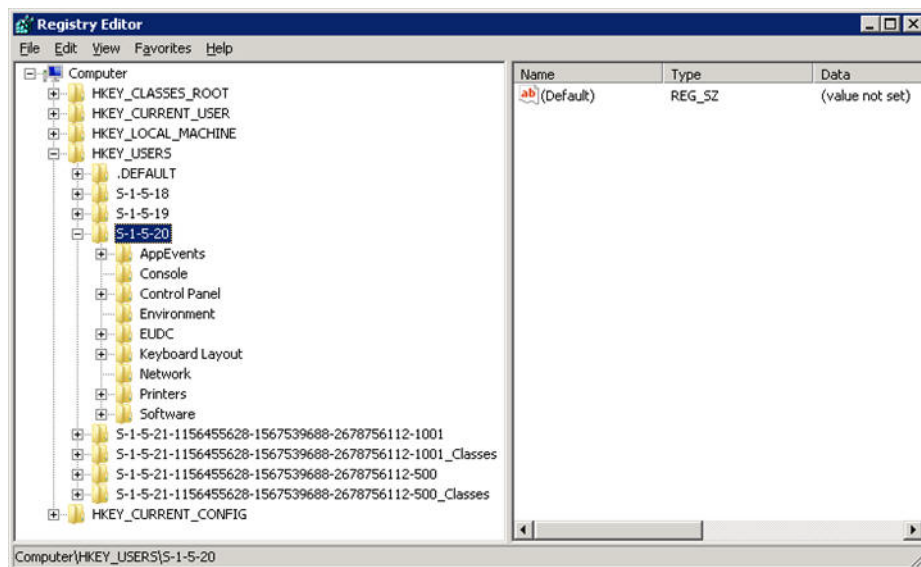 Registry Editor
File Edit View Favorites Help
Computer
HKEY_CLASSES_ROOT
HKEY_CURRENT_USER
HKEY_LOCAL_MACHINE
HKEY_USERS
.DEFAULT
S-1-5-18
S-1-5-19
S-1-5-20
AppEvents
Console
Control Panel
Environment
EUDC
Keyboard Layout
Network
Printers
Software
S-1-5-21-1156455628-1567539688-2678756112-1001
S-1-5-21-1156455628-1567539688-2678756112-1001_Classes
S-1-5-21-1156455628-1567539688-2678756112-500
S-1-5-21-1156455628-1567539688-2678756112-500_Classes
HKEY_CURRENT_CONFIG
Name Type Data
ab (Default) REG_SZ (value not set)
Computer\HKEY_USERS\S-1-5-20